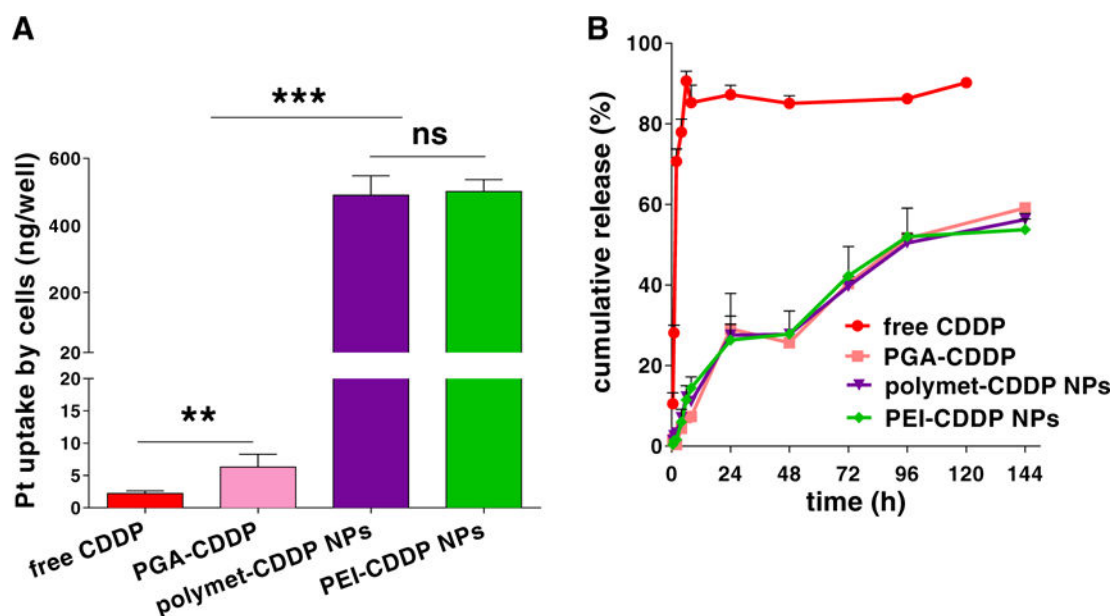 A
Pt uptake by cells (ng/well)
600
400
200
20
20
15
10
5
0
**
***
ns
free CDDP
PGA-CDDP
polymet-CDDP NPs
PEI-CDDP NPs
B
cumulative release (%)
100
80
60
40
20
0
0 24 48 72 96 120 144
time (h)
free CDDP
PGA-CDDP
polymet-CDDP NPs
PEI-CDDP NPs